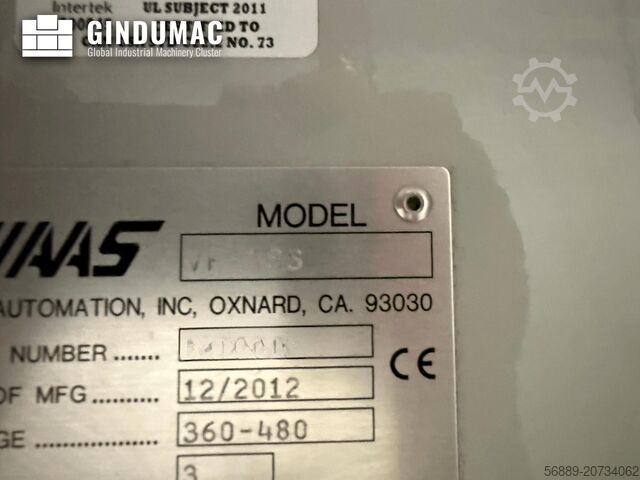 Intertek
UL SUBJECT 2011
TO
NO. 73
GINDUMAC
Global Industrial Machinery Cluster
MODEL
HAAS
AUTOMATION, INC, OXNARD, CA. 93030
NUMBER .......
OF MFG.......... 12/2012
GE .................. 360-480
3
56889-20734062